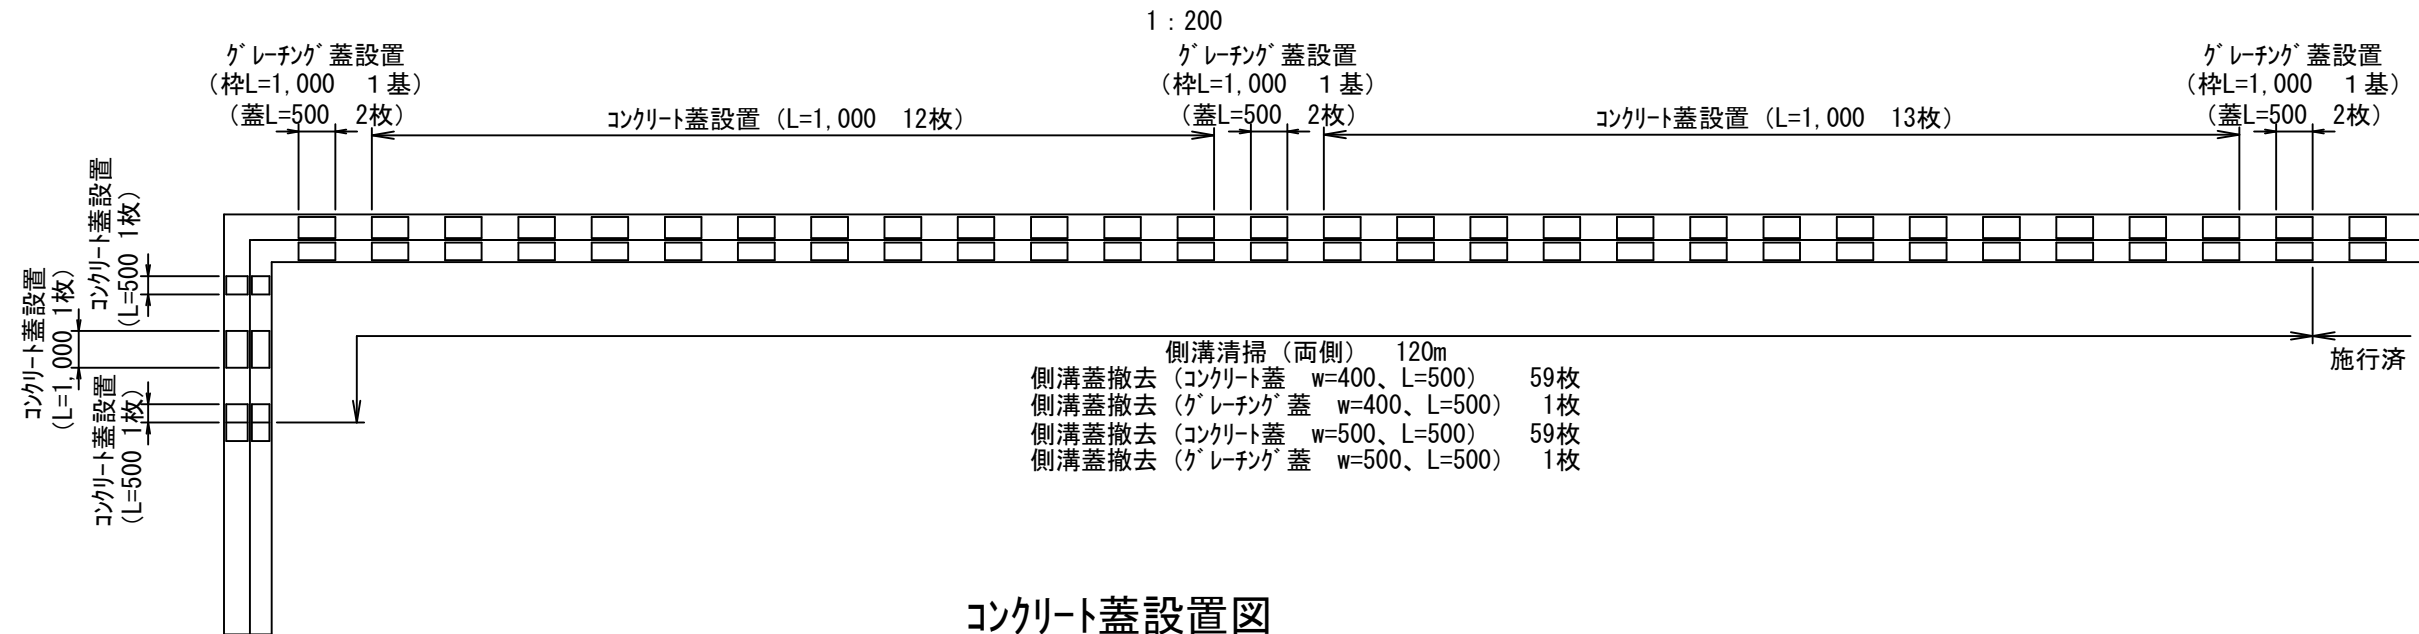 1：200
ｸﾞﾚｰﾁﾝｸﾞ蓋設置
（枠L=1,000　１基）
（蓋L=500　2枚）
ｺﾝｸﾘｰﾄ蓋設置（L=1,000　12枚）
ｸﾞﾚｰﾁﾝｸﾞ蓋設置
（枠L=1,000　１基）
（蓋L=500　2枚）
ｺﾝｸﾘｰﾄ蓋設置（L=1,000　13枚）
ｸﾞﾚｰﾁﾝｸﾞ蓋設置
（枠L=1,000　１基）
（蓋L=500　2枚）
ｺﾝｸﾘｰﾄ蓋設置
（L=500 1枚）
ｺﾝｸﾘｰﾄ蓋設置
（L=1,000 1枚）
ｺﾝｸﾘｰﾄ蓋設置
（L=500 1枚）
側溝清掃（両側）　120m
側溝蓋撤去（ｺﾝｸﾘｰﾄ蓋　w=400、L=500）　59枚
側溝蓋撤去（ｸﾞﾚｰﾁﾝｸﾞ蓋　w=400、L=500）　1枚
側溝蓋撤去（ｺﾝｸﾘｰﾄ蓋　w=500、L=500）　59枚
側溝蓋撤去（ｸﾞﾚｰﾁﾝｸﾞ蓋　w=500、L=500）　1枚
施行済
ｺﾝｸﾘｰﾄ蓋設置図